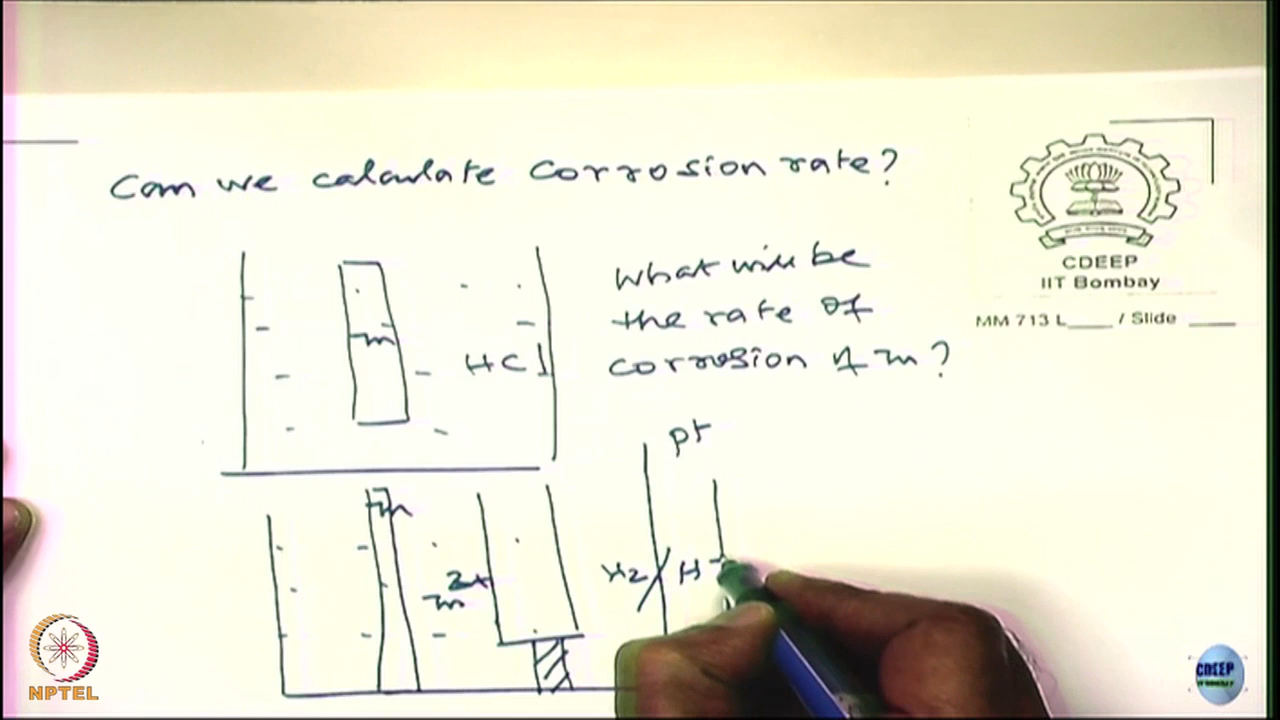 Can we calculate corrosion rate?
What will be
the rate of
corrosion of Zn?
Zn
HCl
Pt
Zn
Zn2+
H2/H+
CDEEP
IIT Bombay
MM 713 L____ / Slide ____
NPTEL
CDEEP